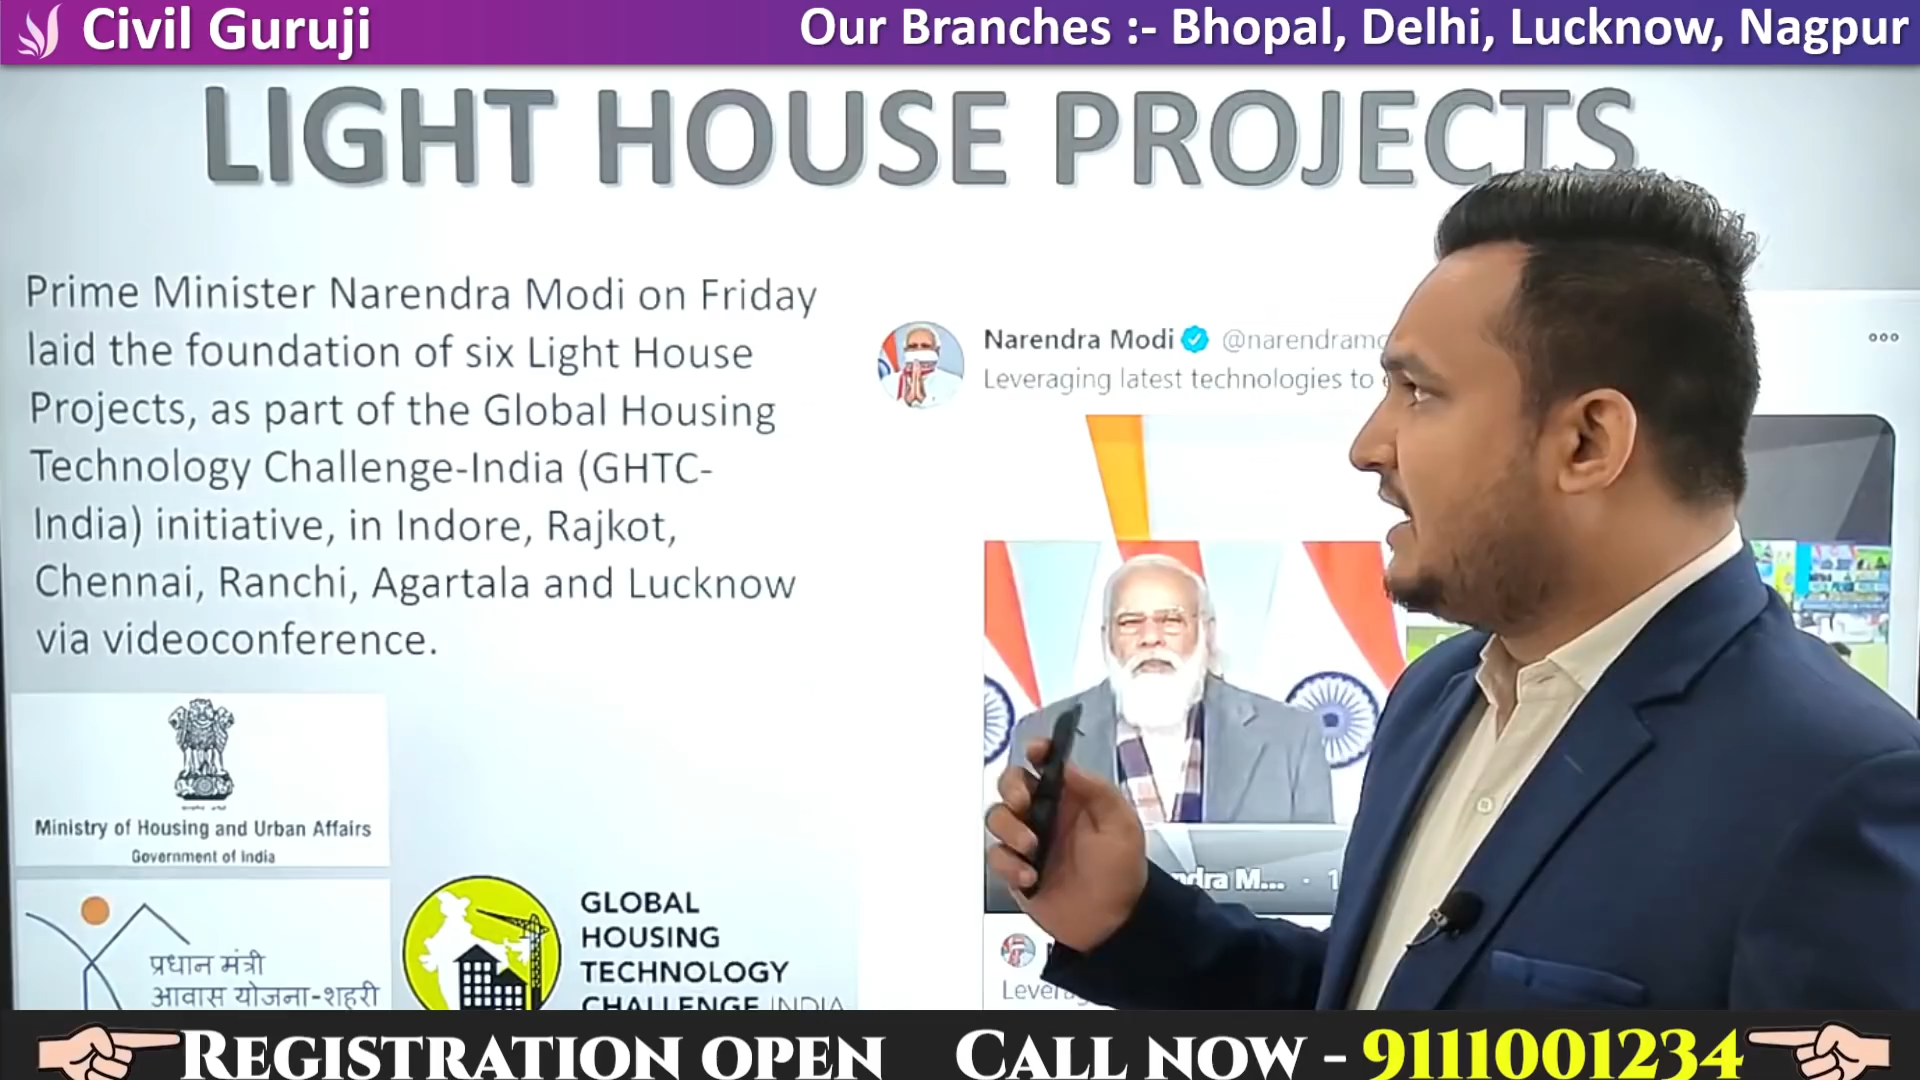 Civil Guruji
Our Branches :- Bhopal, Delhi, Lucknow, Nagpur
LIGHT HOUSE PROJECTS
Prime Minister Narendra Modi on Friday
laid the foundation of six Light House
Projects, as part of the Global Housing
Technology Challenge-India (GHTC-
India) initiative, in Indore, Rajkot,
Chennai, Ranchi, Agartala and Lucknow
via videoconference.
Narendra Modi
Leveraging latest technologies to
Ministry of Housing and Urban Affairs
Government of India
प्रधान मंत्री
आवास योजना-शहरी
GLOBAL
HOUSING
TECHNOLOGY
CHALLENGE INDIA
REGISTRATION OPEN CALL NOW - 9111001234